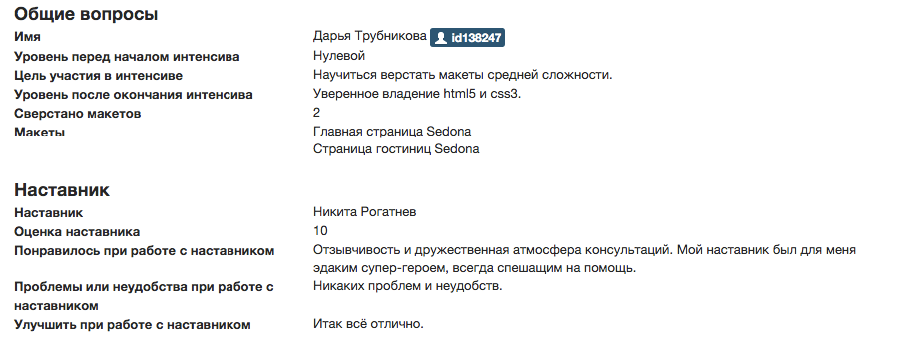 Общие вопросы
Имя Дарья Трубникова id138247
Уровень перед началом интенсива Нулевой
Цель участия в интенсиве Научиться верстать макеты средней сложности.
Уровень после окончания интенсива Уверенное владение html5 и css3.
Сверстано макетов 2
Макеты Главная страница Sedona
Страница гостиниц Sedona
Наставник
Наставник Никита Рогатнев
Оценка наставника 10
Понравилось при работе с наставником Отзывчивость и дружественная атмосфера консультаций. Мой наставник был для меня
эдаким супер-героем, всегда спешащим на помощь.
Проблемы или неудобства при работе с Никаких проблем и неудобств.
наставником
Улучшить при работе с наставником Итак всё отлично.